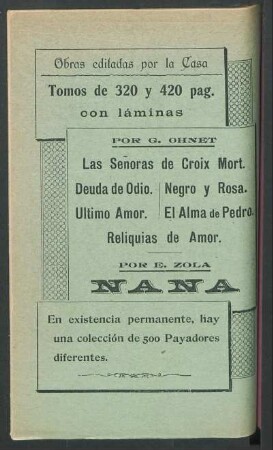 Obras editadas por la Casa
Tomos de 320 y 420 pag.
con láminas
POR G. OHNET
Las Señoras de Croix Mort.
Deuda de Odio. Negro y Rosa.
Ultimo Amor. El Alma de Pedro.
Reliquias de Amor.
POR E. ZOLA
NANA
En existencia permanente, hay
una colección de 500 Payadores
diferentes.